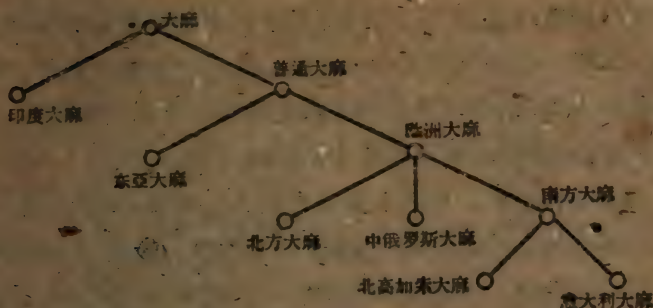 大麻
普通大麻
印度大麻
欧洲大麻
东亞大麻
南方大麻
北方大麻
中俄罗斯大麻
北高加索大麻
意大利大麻